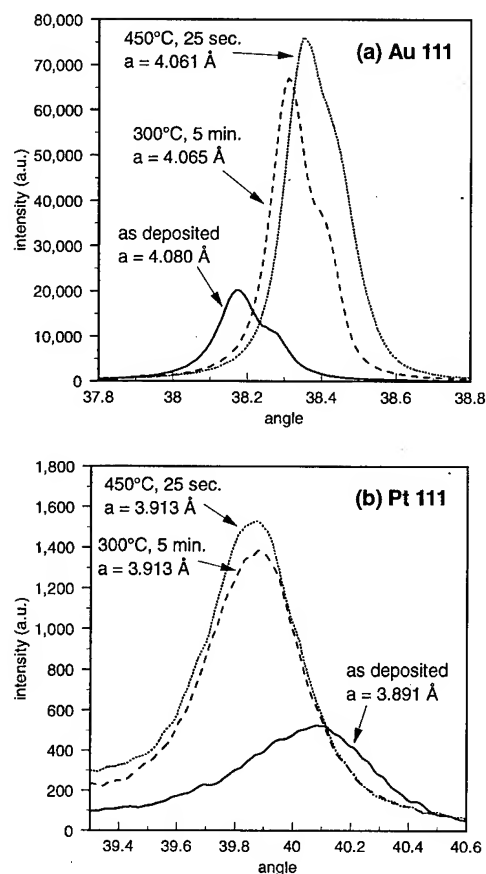 80,000
70,000
60,000
50,000
40,000
30,000
20,000
10,000
0
intensity (a.u.)
450°C, 25 sec.
a = 4.061 Å
(a) Au 111
300°C, 5 min.
a = 4.065 Å
as deposited
a = 4.080 Å
37.8 38 38.2 38.4 38.6 38.8
angle
1,800
1,600
1,400
1,200
1,000
800
600
400
200
0
intensity (a.u.)
450°C, 25 sec.
a = 3.913 Å
(b) Pt 111
300°C, 5 min.
a = 3.913 Å
as deposited
a = 3.891 Å
39.4 39.6 39.8 40 40.2 40.4 40.6
angle